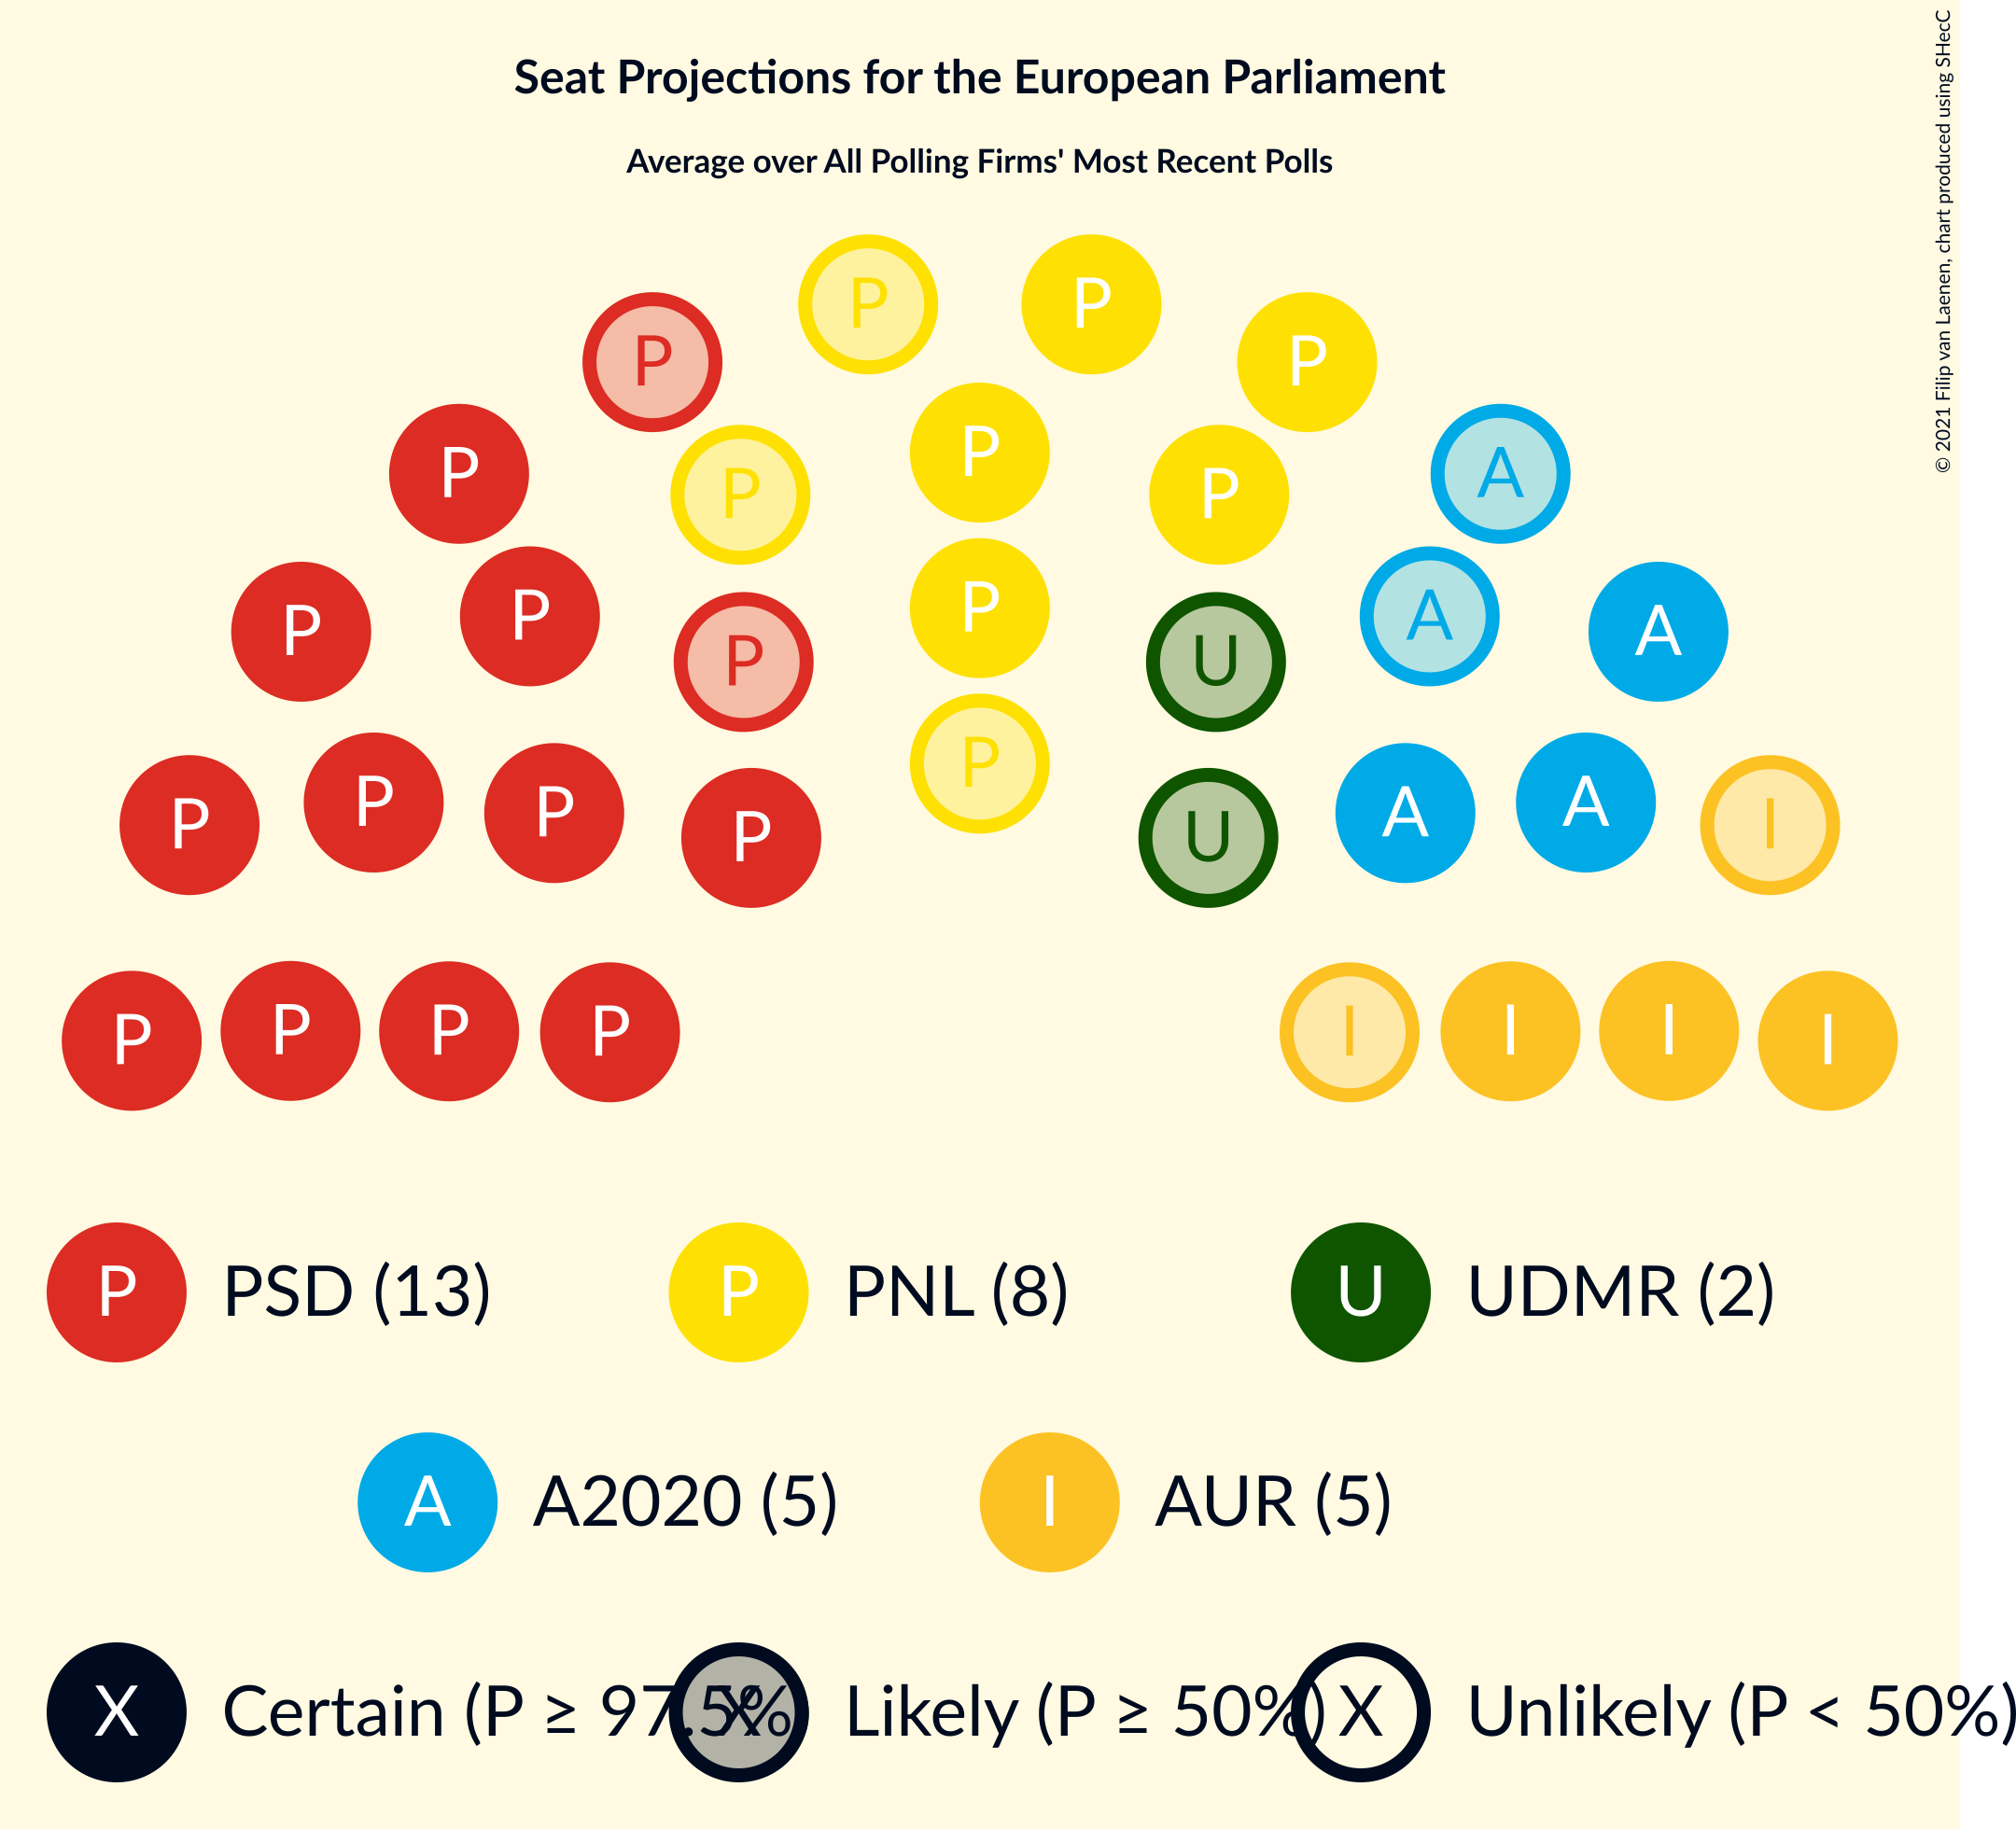 Seat Projections for the European Parliament
Average over All Polling Firms' Most Recent Polls
© 2021 Filip van Laenen, chart produced using SHecC
P P
P P
P A
P P P
P P A
P P A
P U
P
P A
P P P U A I
P
P P P P I I I I
P PSD (13) P PNL (8) U UDMR (2)
A A2020 (5) I AUR (5)
X Certain (P ≥ 97.5% X Likely (P ≥ 50%) X Unlikely (P < 50%)